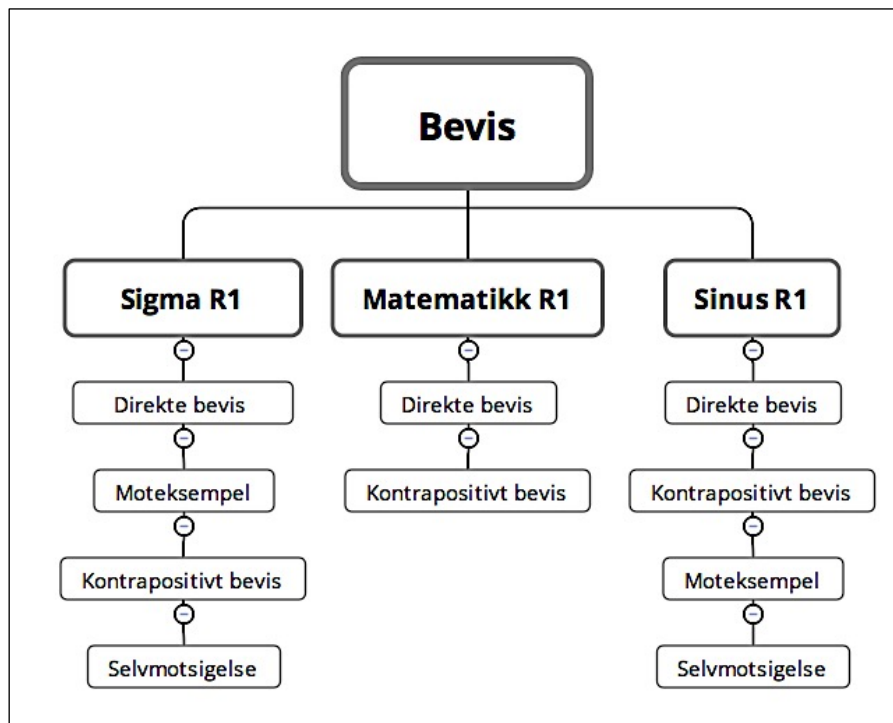 Bevis
Sigma R1
Direkte bevis
Moteksempel
Kontrapositivt bevis
Selvmotsigelse
Matematikk R1
Direkte bevis
Kontrapositivt bevis
Sinus R1
Direkte bevis
Kontrapositivt bevis
Moteksempel
Selvmotsigelse